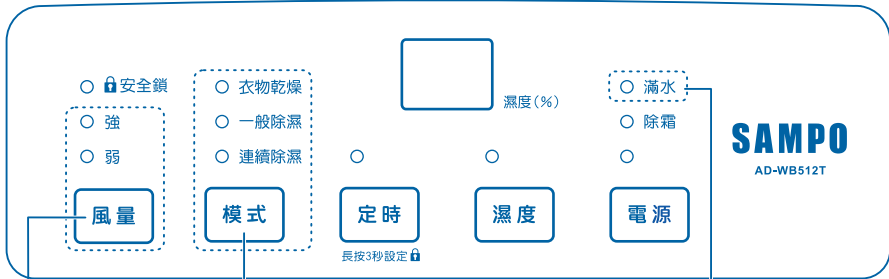 安全鎖
強
弱
風量
衣物乾燥
一般除濕
連續除濕
模式
定時
長按3秒設定
濕度(%)
濕度
滿水
除霜
電源
SAMPO
AD-WB512T